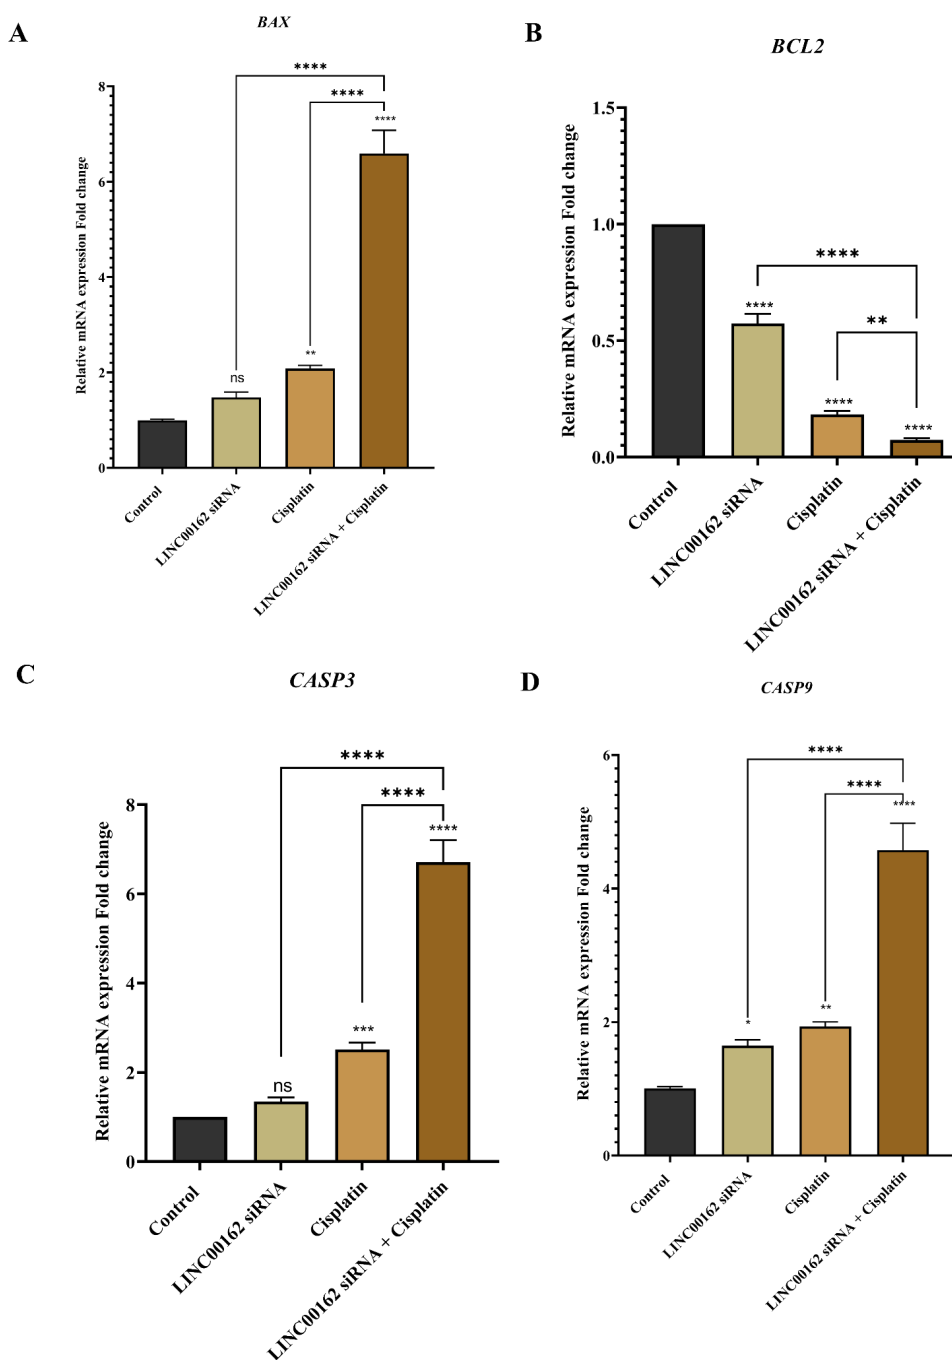 A
BAX
Relative mRNA expression Fold change
8
6
4
2
0
****
****
****
**
ns
Control
LINC00162 siRNA
Cisplatin
LINC00162 siRNA + Cisplatin
B
BCL2
Relative mRNA expression Fold change
1.5
1.0
0.5
0.0
****
**
****
****
****
Control
LINC00162 siRNA
Cisplatin
LINC00162 siRNA + Cisplatin
C
CASP3
Relative mRNA expression Fold change
8
6
4
2
0
****
****
****
***
ns
Control
LINC00162 siRNA
Cisplatin
LINC00162 siRNA + Cisplatin
D
CASP9
Relative mRNA expression Fold change
6
4
2
0
****
****
****
**
*
Control
LINC00162 siRNA
Cisplatin
LINC00162 siRNA + Cisplatin